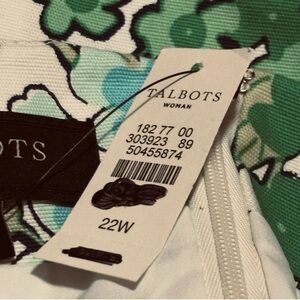 TALBOTS
WOMAN
182 77 00
303923 89
50455874
22W
OTS